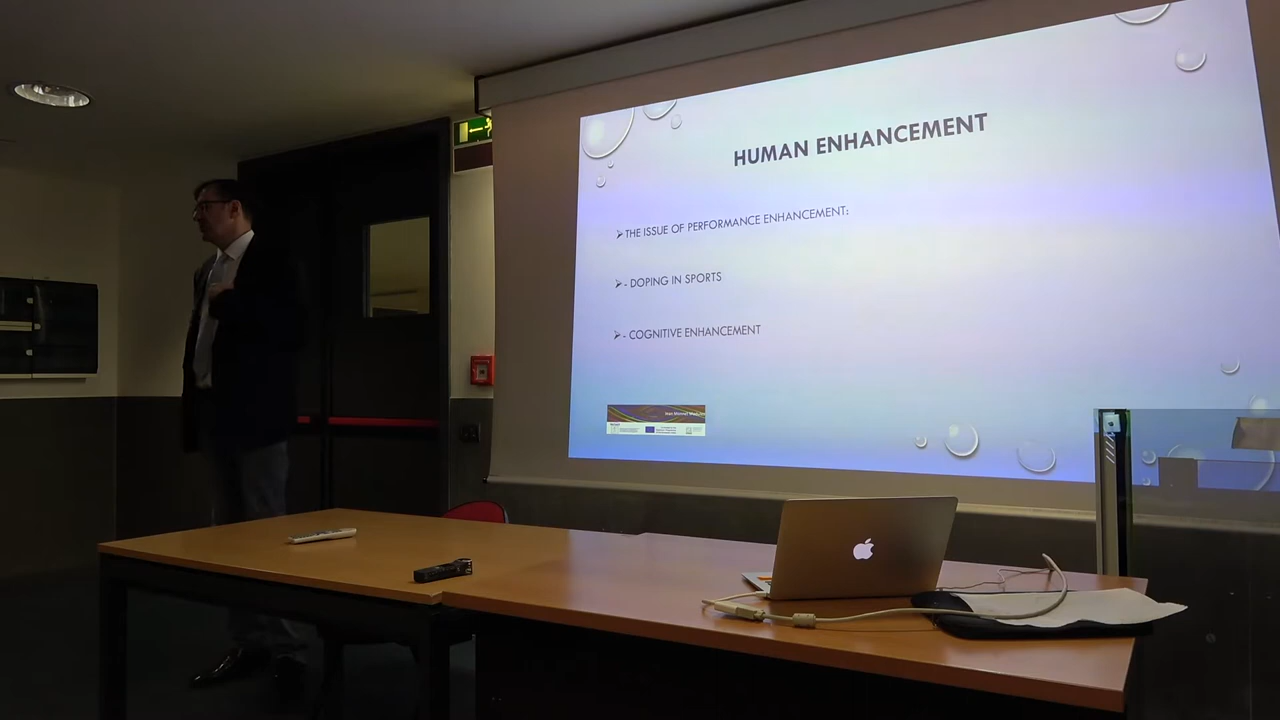 HUMAN ENHANCEMENT
THE ISSUE OF PERFORMANCE ENHANCEMENT:
- DOPING IN SPORTS
- COGNITIVE ENHANCEMENT